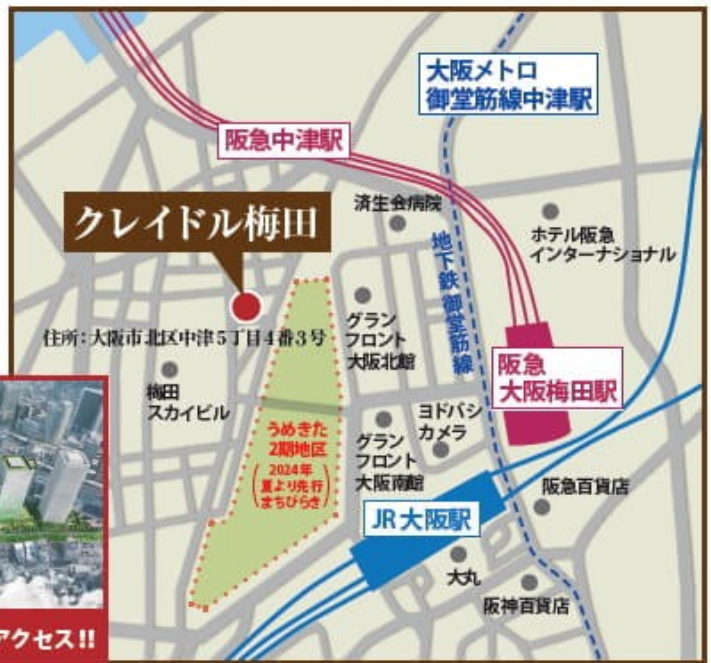 大阪メトロ
御堂筋線中津駅
阪急中津駅
済生会病院
クレイドル梅田
ホテル阪急
インターナショナル
地下鉄 御堂筋線
住所:大阪市北区中津5丁目4番3号
グラン
フロント
大阪北館
阪急
大阪梅田駅
梅田
スカイビル
ヨドバシ
カメラ
うめきた
2期地区
(2024年
夏より先行
まちびらき)
グラン
フロント
大阪南館
阪急百貨店
JR大阪駅
大丸
阪神百貨店
アクセス!!